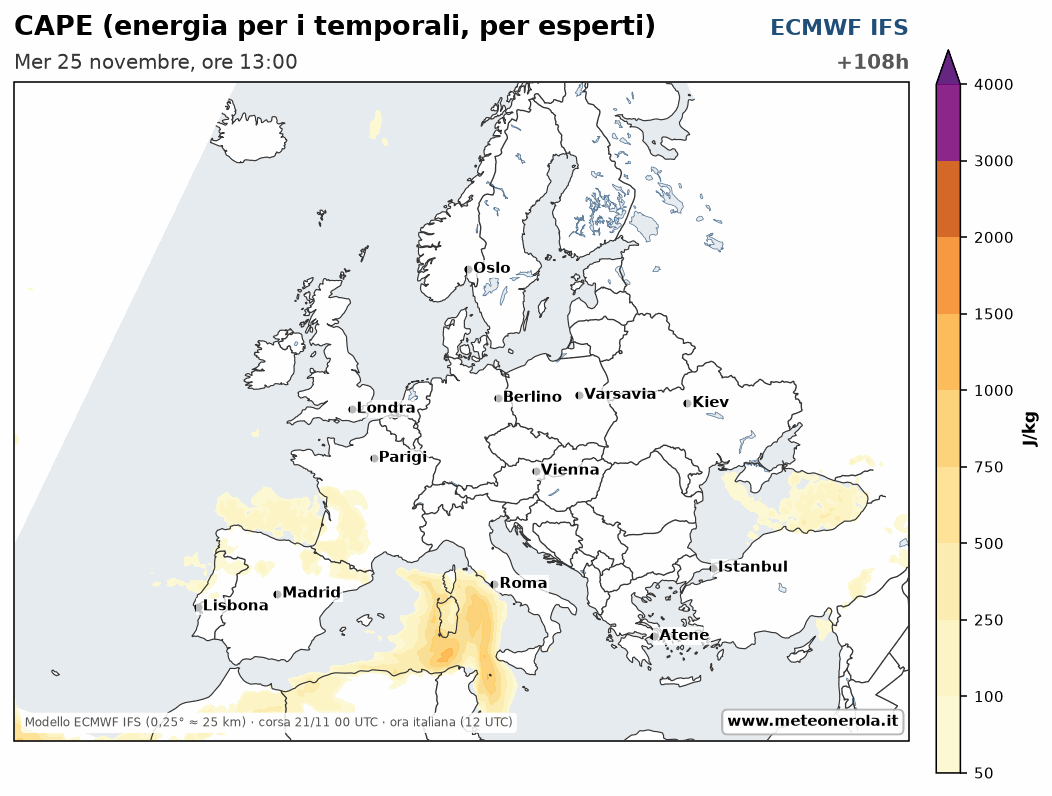 CAPE (energia per i temporali, per esperti)
ECMWF IFS
Mer 25 novembre, ore 13:00
+108h
4000
3000
2000
1500
1000
750
500
250
100
50
J/kg
Oslo
Berlino
Varsavia
Kiev
Londra
Parigi
Vienna
Istanbul
Roma
Madrid
Lisbona
Atene
Modello ECMWF IFS (0,25° ≈ 25 km) · corsa 21/11 00 UTC · ora italiana (12 UTC)
www.meteonerola.it